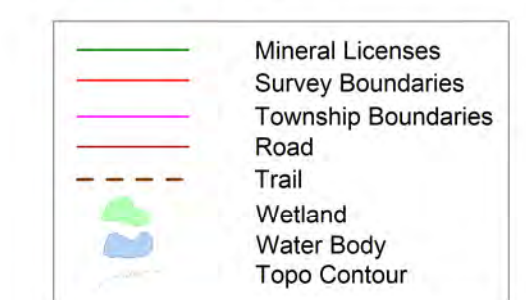 Mineral Licenses
Survey Boundaries
Township Boundaries
Road
Trail
Wetland
Water Body
Topo Contour